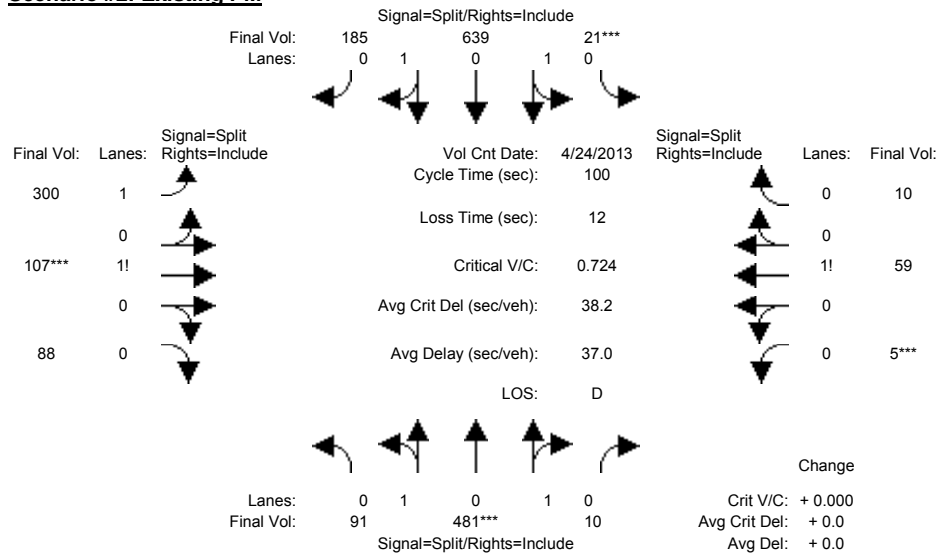 Scenario #2: Existing PM
Signal=Split/Rights=Include
Final Vol: 185 639 21***
Lanes: 0 1 0 1 0
Signal=Split
Final Vol: Lanes: Rights=Include
Vol Cnt Date: 4/24/2013
Signal=Split
Rights=Include Lanes: Final Vol:
Cycle Time (sec): 100
300 1
0 10
Loss Time (sec): 12
0
0
107*** 1!
Critical V/C: 0.724
1! 59
0
Avg Crit Del (sec/veh): 38.2
0
88 0
Avg Delay (sec/veh): 37.0
0 5***
LOS: D
Change
Lanes: 0 1 0 1 0
Crit V/C: + 0.000
Final Vol: 91 481*** 10
Avg Crit Del: + 0.0
Signal=Split/Rights=Include
Avg Del: + 0.0